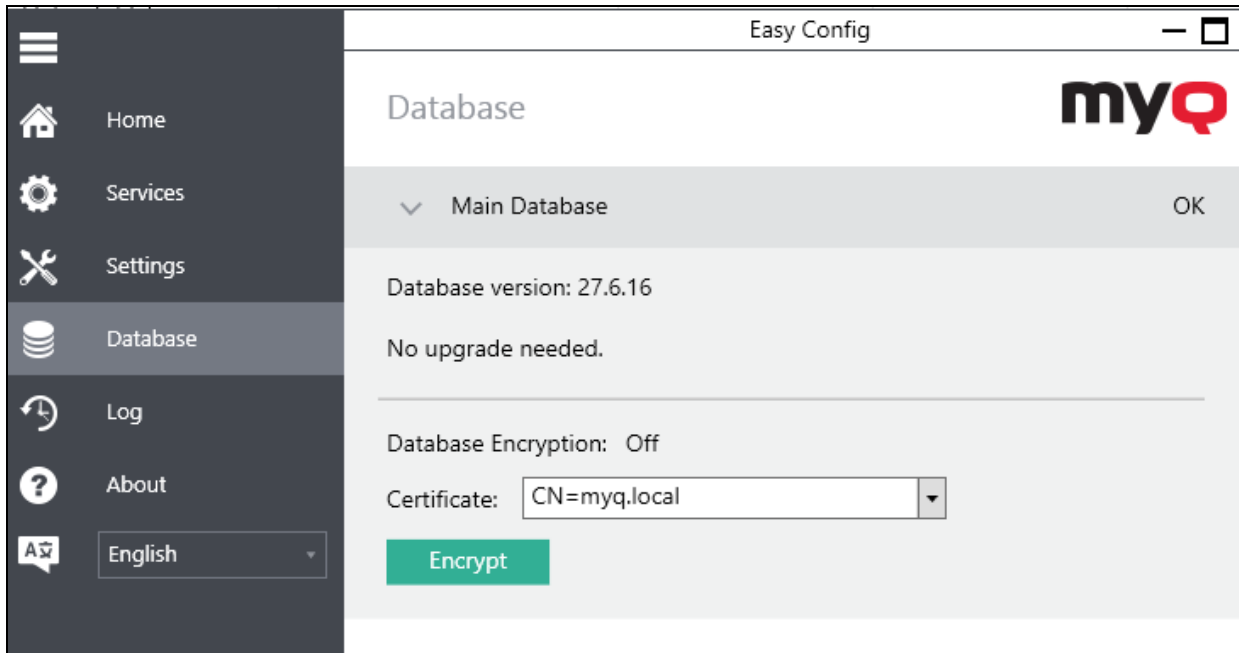 Easy Config
Home
Services
Settings
Database
Log
About
A
English
Database
myQ
Main Database OK
Database version: 27.6.16
No upgrade needed.
Database Encryption: Off
Certificate: CN=myq.local
Encrypt